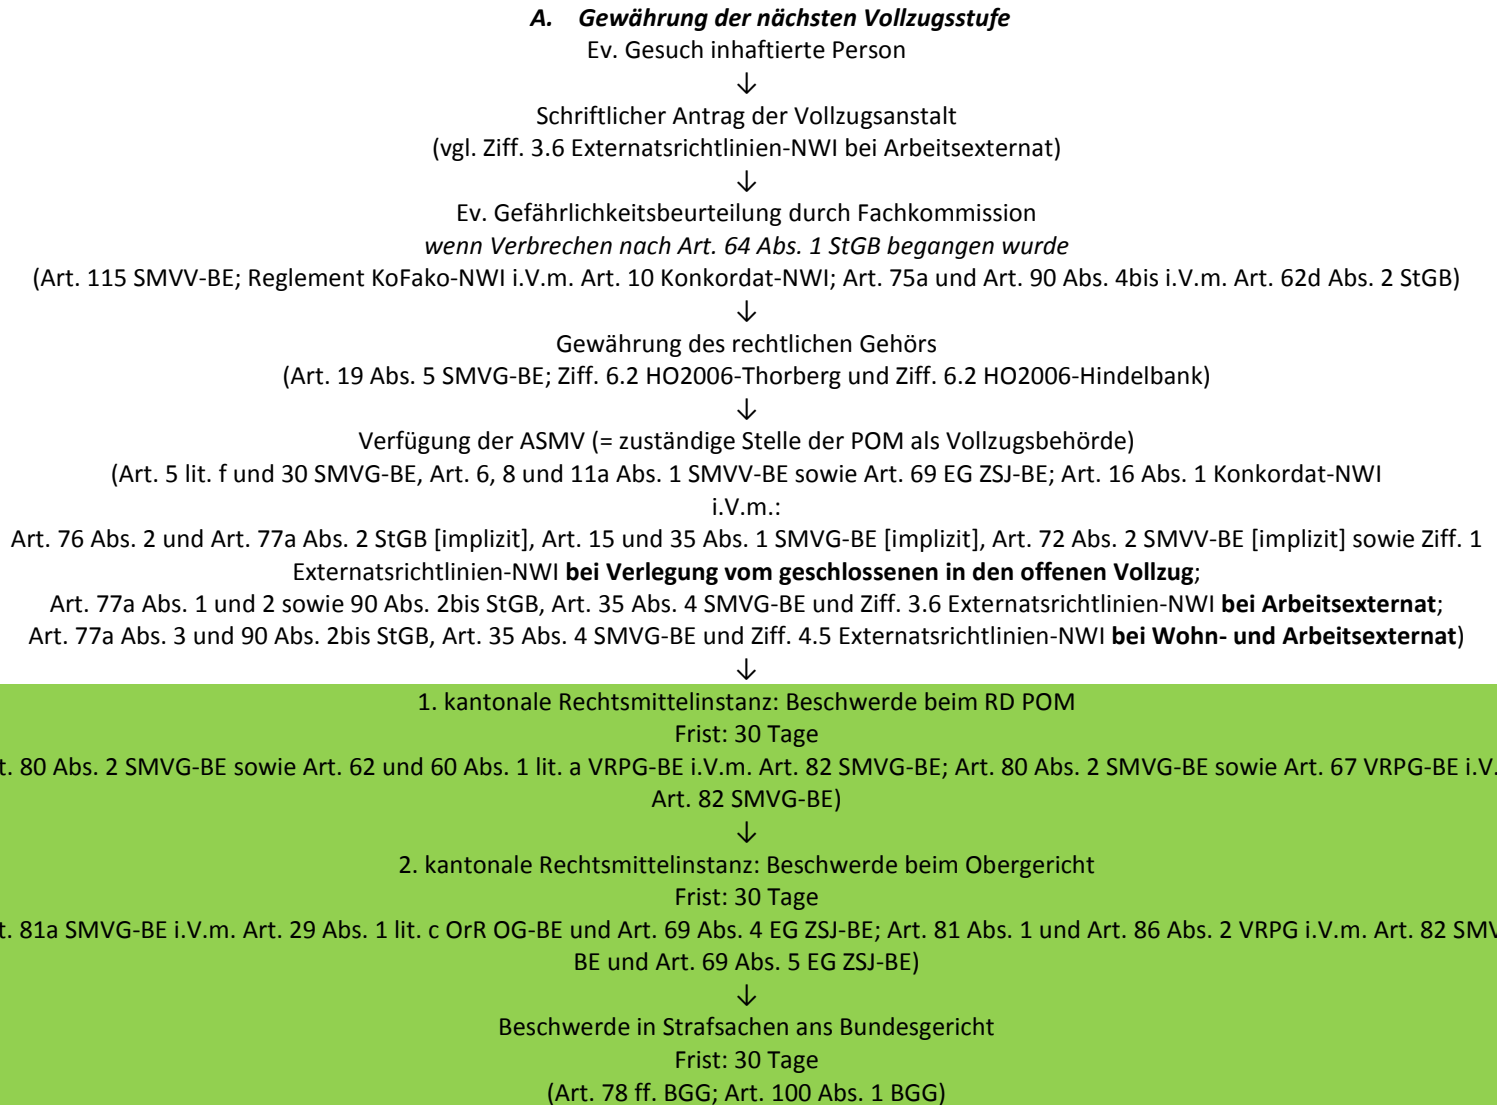 A. Gewährung der nächsten Vollzugsstufe
Ev. Gesuch inhaftierte Person
↓
Schriftlicher Antrag der Vollzugsanstalt
(vgl. Ziff. 3.6 Externatsrichtlinien-NWI bei Arbeitsexternat)
↓
Ev. Gefährlichkeitsbeurteilung durch Fachkommission
wenn Verbrechen nach Art. 64 Abs. 1 StGB begangen wurde
(Art. 115 SMVV-BE; Reglement KoFako-NWI i.V.m. Art. 10 Konkordat-NWI; Art. 75a und Art. 90 Abs. 4bis i.V.m. Art. 62d Abs. 2 StGB)
↓
Gewährung des rechtlichen Gehörs
(Art. 19 Abs. 5 SMVG-BE; Ziff. 6.2 HO2006-Thorberg und Ziff. 6.2 HO2006-Hindelbank)
↓
Verfügung der ASMV (= zuständige Stelle der POM als Vollzugsbehörde)
(Art. 5 lit. f und 30 SMVG-BE, Art. 6, 8 und 11a Abs. 1 SMVV-BE sowie Art. 69 EG ZSJ-BE; Art. 16 Abs. 1 Konkordat-NWI
i.V.m.:
Art. 76 Abs. 2 und Art. 77a Abs. 2 StGB [implizit], Art. 15 und 35 Abs. 1 SMVG-BE [implizit], Art. 72 Abs. 2 SMVV-BE [implizit] sowie Ziff. 1
Externatsrichtlinien-NWI bei Verlegung vom geschlossenen in den offenen Vollzug;
Art. 77a Abs. 1 und 2 sowie 90 Abs. 2bis StGB, Art. 35 Abs. 4 SMVG-BE und Ziff. 3.6 Externatsrichtlinien-NWI bei Arbeitsexternat;
Art. 77a Abs. 3 und 90 Abs. 2bis StGB, Art. 35 Abs. 4 SMVG-BE und Ziff. 4.5 Externatsrichtlinien-NWI bei Wohn- und Arbeitsexternat)
↓
1. kantonale Rechtsmittelinstanz: Beschwerde beim RD POM
Frist: 30 Tage
t. 80 Abs. 2 SMVG-BE sowie Art. 62 und 60 Abs. 1 lit. a VRPG-BE i.V.m. Art. 82 SMVG-BE; Art. 80 Abs. 2 SMVG-BE sowie Art. 67 VRPG-BE i.V.
Art. 82 SMVG-BE)
↓
2. kantonale Rechtsmittelinstanz: Beschwerde beim Obergericht
Frist: 30 Tage
t. 81a SMVG-BE i.V.m. Art. 29 Abs. 1 lit. c OrR OG-BE und Art. 69 Abs. 4 EG ZSJ-BE; Art. 81 Abs. 1 und Art. 86 Abs. 2 VRPG i.V.m. Art. 82 SMV
BE und Art. 69 Abs. 5 EG ZSJ-BE)
↓
Beschwerde in Strafsachen ans Bundesgericht
Frist: 30 Tage
(Art. 78 ff. BGG; Art. 100 Abs. 1 BGG)